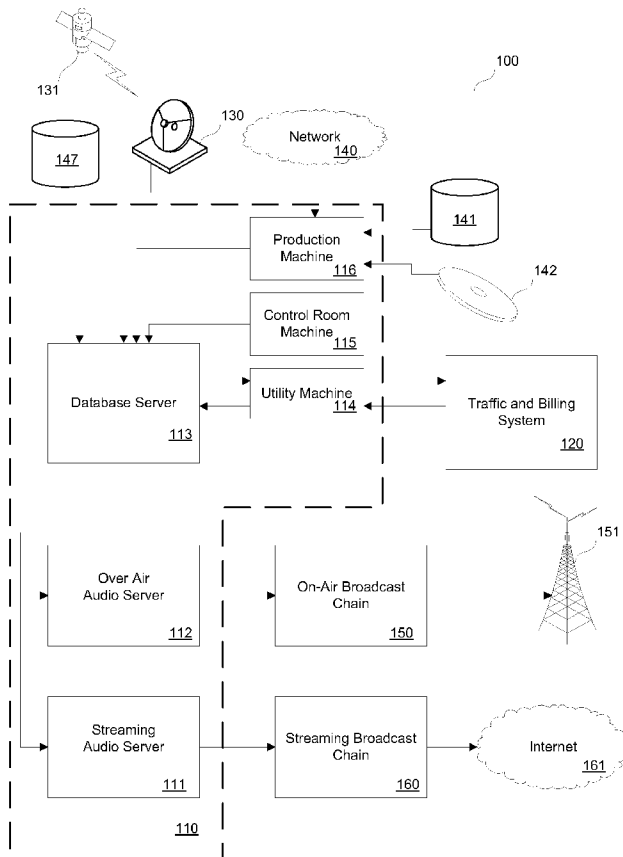 131
100
130
147
Network
140
141
Production
Machine
116
142
Control Room
Machine
115
Database Server
113
Utility Machine
114
Traffic and Billing
System
120
151
Over Air
Audio Server
112
On-Air Broadcast
Chain
150
Streaming
Audio Server
111
Streaming Broadcast
Chain
160
Internet
161
110